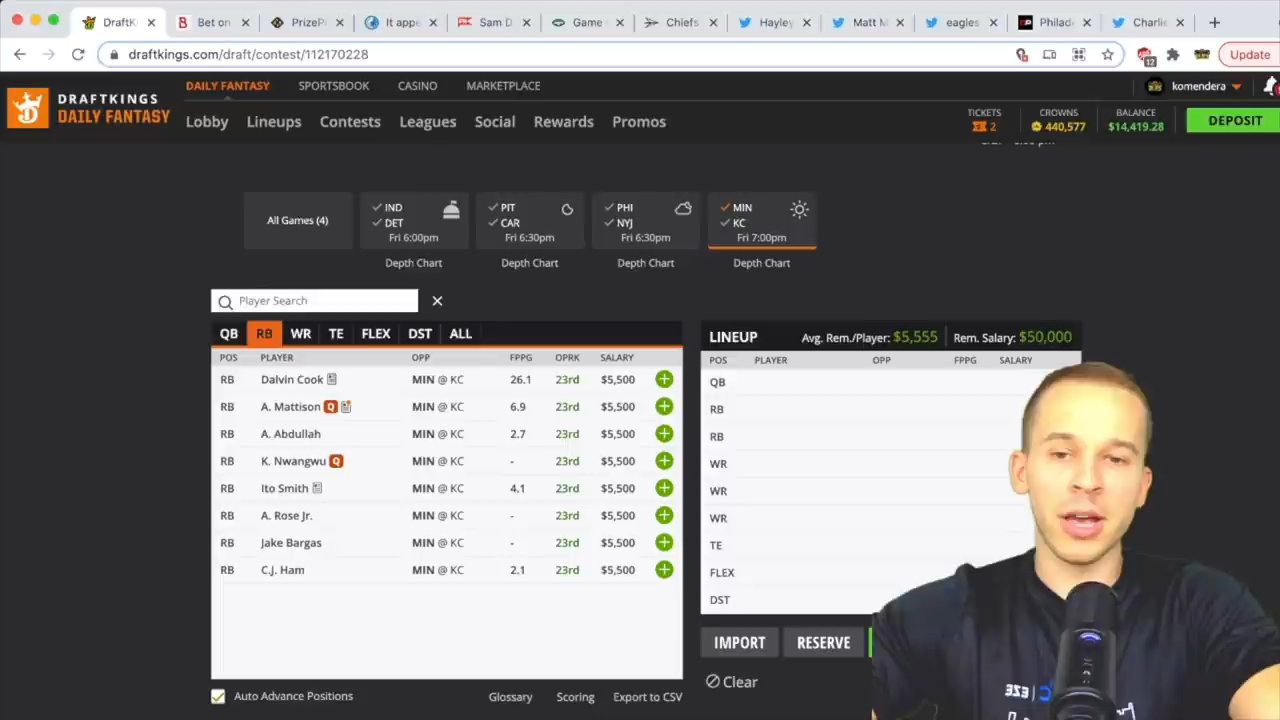 DraftK
Bet on
PrizeP
It appe
Sam D
Game
Chiefs
Hayley
Matt M
eagles
Philad
Charlie
draftkings.com/draft/contest/112170228
12
Update
DRAFTKINGS
DAILY FANTASY
DAILY FANTASY SPORTSBOOK CASINO MARKETPLACE
komendera
Lobby Lineups Contests Leagues Social Rewards Promos
TICKETS
2
CROWNS
440,577
BALANCE
$14,419.28
DEPOSIT
All Games (4)
IND
DET
Fri 6:00pm
Depth Chart
PIT
CAR
Fri 6:30pm
Depth Chart
PHI
NYJ
Fri 6:30pm
Depth Chart
MIN
KC
Fri 7:00pm
Depth Chart
Player Search
QB RB WR TE FLEX DST ALL
POS PLAYER OPP FPPG OPRK SALARY
RB Dalvin Cook MIN @ KC 26.1 23rd $5,500
RB A. Mattison Q MIN @ KC 6.9 23rd $5,500
RB A. Abdullah MIN @ KC 2.7 23rd $5,500
RB K. Nwangwu Q MIN @ KC - 23rd $5,500
RB Ito Smith MIN @ KC 4.1 23rd $5,500
RB A. Rose Jr. MIN @ KC - 23rd $5,500
RB Jake Bargas MIN @ KC - 23rd $5,500
RB C.J. Ham MIN @ KC 2.1 23rd $5,500
Auto Advance Positions
Glossary Scoring Export to CSV
LINEUP Avg. Rem./Player: $5,555 Rem. Salary: $50,000
POS PLAYER OPP FPPG SALARY
QB
RB
RB
WR
WR
WR
TE
FLEX
DST
IMPORT RESERVE
Clear